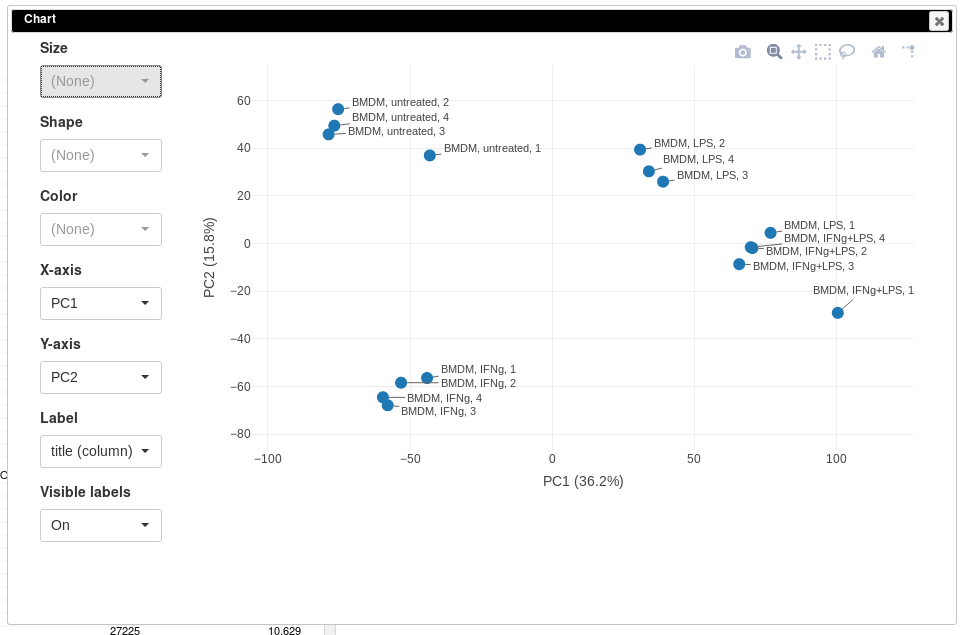 Chart
Size
(None)
Shape
(None)
Color
(None)
X-axis
PC1
Y-axis
PC2
Label
title (column)
Visible labels
On
60
40
20
0
−20
−40
−60
−80
PC2 (15.8%)
−100
−50
0
50
100
PC1 (36.2%)
BMDM, untreated, 2
BMDM, untreated, 4
BMDM, untreated, 3
BMDM, untreated, 1
BMDM, LPS, 2
BMDM, LPS, 4
BMDM, LPS, 3
BMDM, LPS, 1
BMDM, IFNg+LPS, 4
BMDM, IFNg+LPS, 2
BMDM, IFNg+LPS, 3
BMDM, IFNg+LPS, 1
BMDM, IFNg, 1
BMDM, IFNg, 2
BMDM, IFNg, 4
BMDM, IFNg, 3
27225 10.629